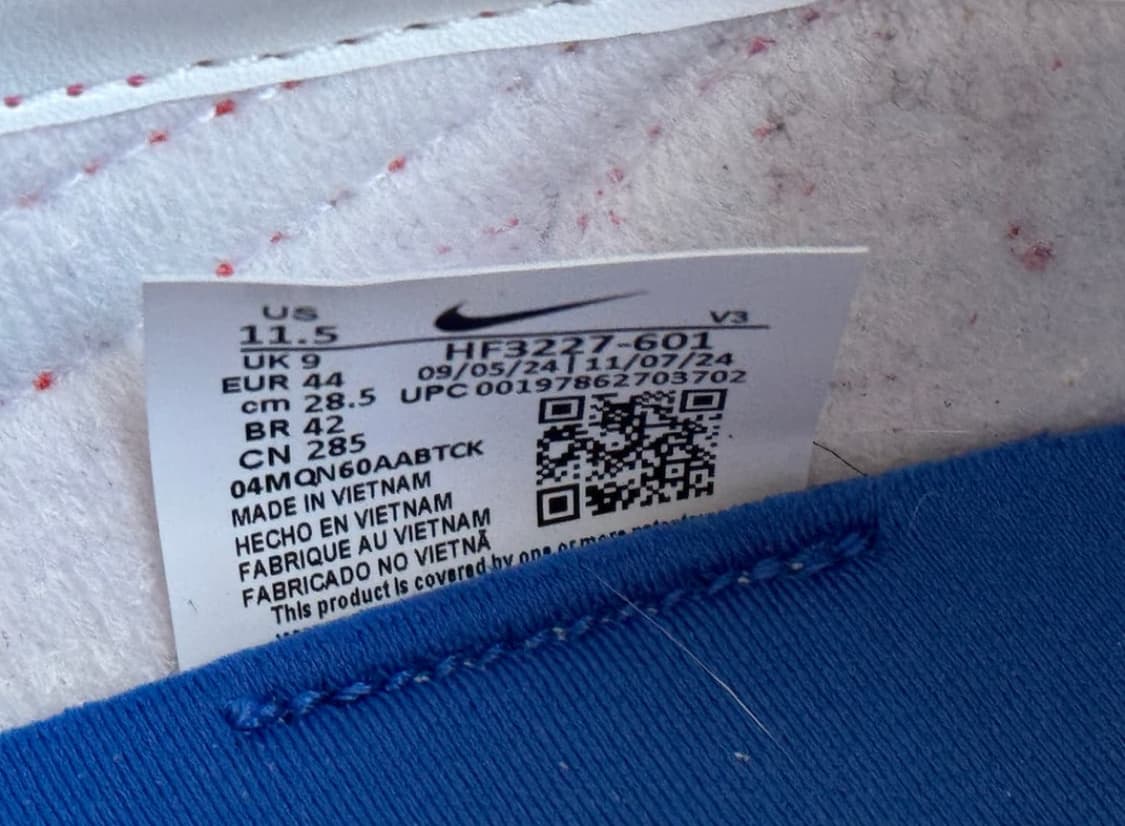 US
11.5
V3
UK 9
HF3227-601
EUR 44
09/05/24 | 11/07/24
cm 28.5
UPC 00197862703702
BR 42
CN 285
04MQN60AABTCK
MADE IN VIETNAM
HECHO EN VIETNAM
FABRIQUE AU VIETNAM
FABRICADO NO VIETNÃ
This product is covered by one or more